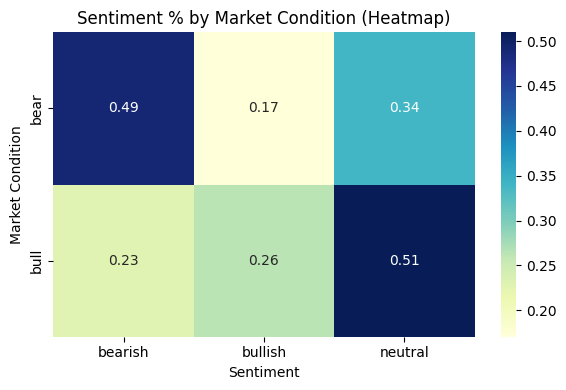 Sentiment % by Market Condition (Heatmap)
Market Condition
bear
bull
0.49 0.17 0.34
0.23 0.26 0.51
bearish bullish neutral
Sentiment
0.50
0.45
0.40
0.35
0.30
0.25
0.20